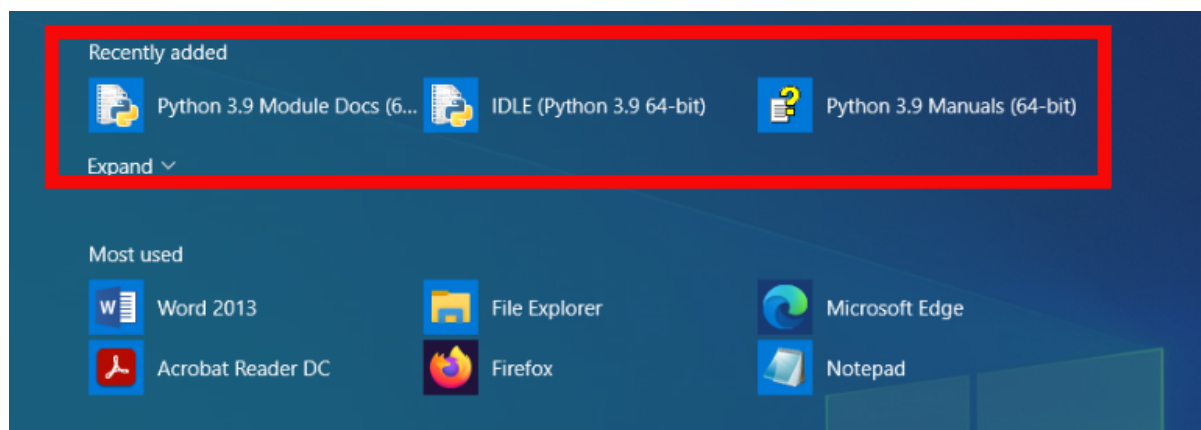 Recently added
Python 3.9 Module Docs (6... IDLE (Python 3.9 64-bit) Python 3.9 Manuals (64-bit)
Expand
Most used
Word 2013 File Explorer Microsoft Edge
Acrobat Reader DC Firefox Notepad